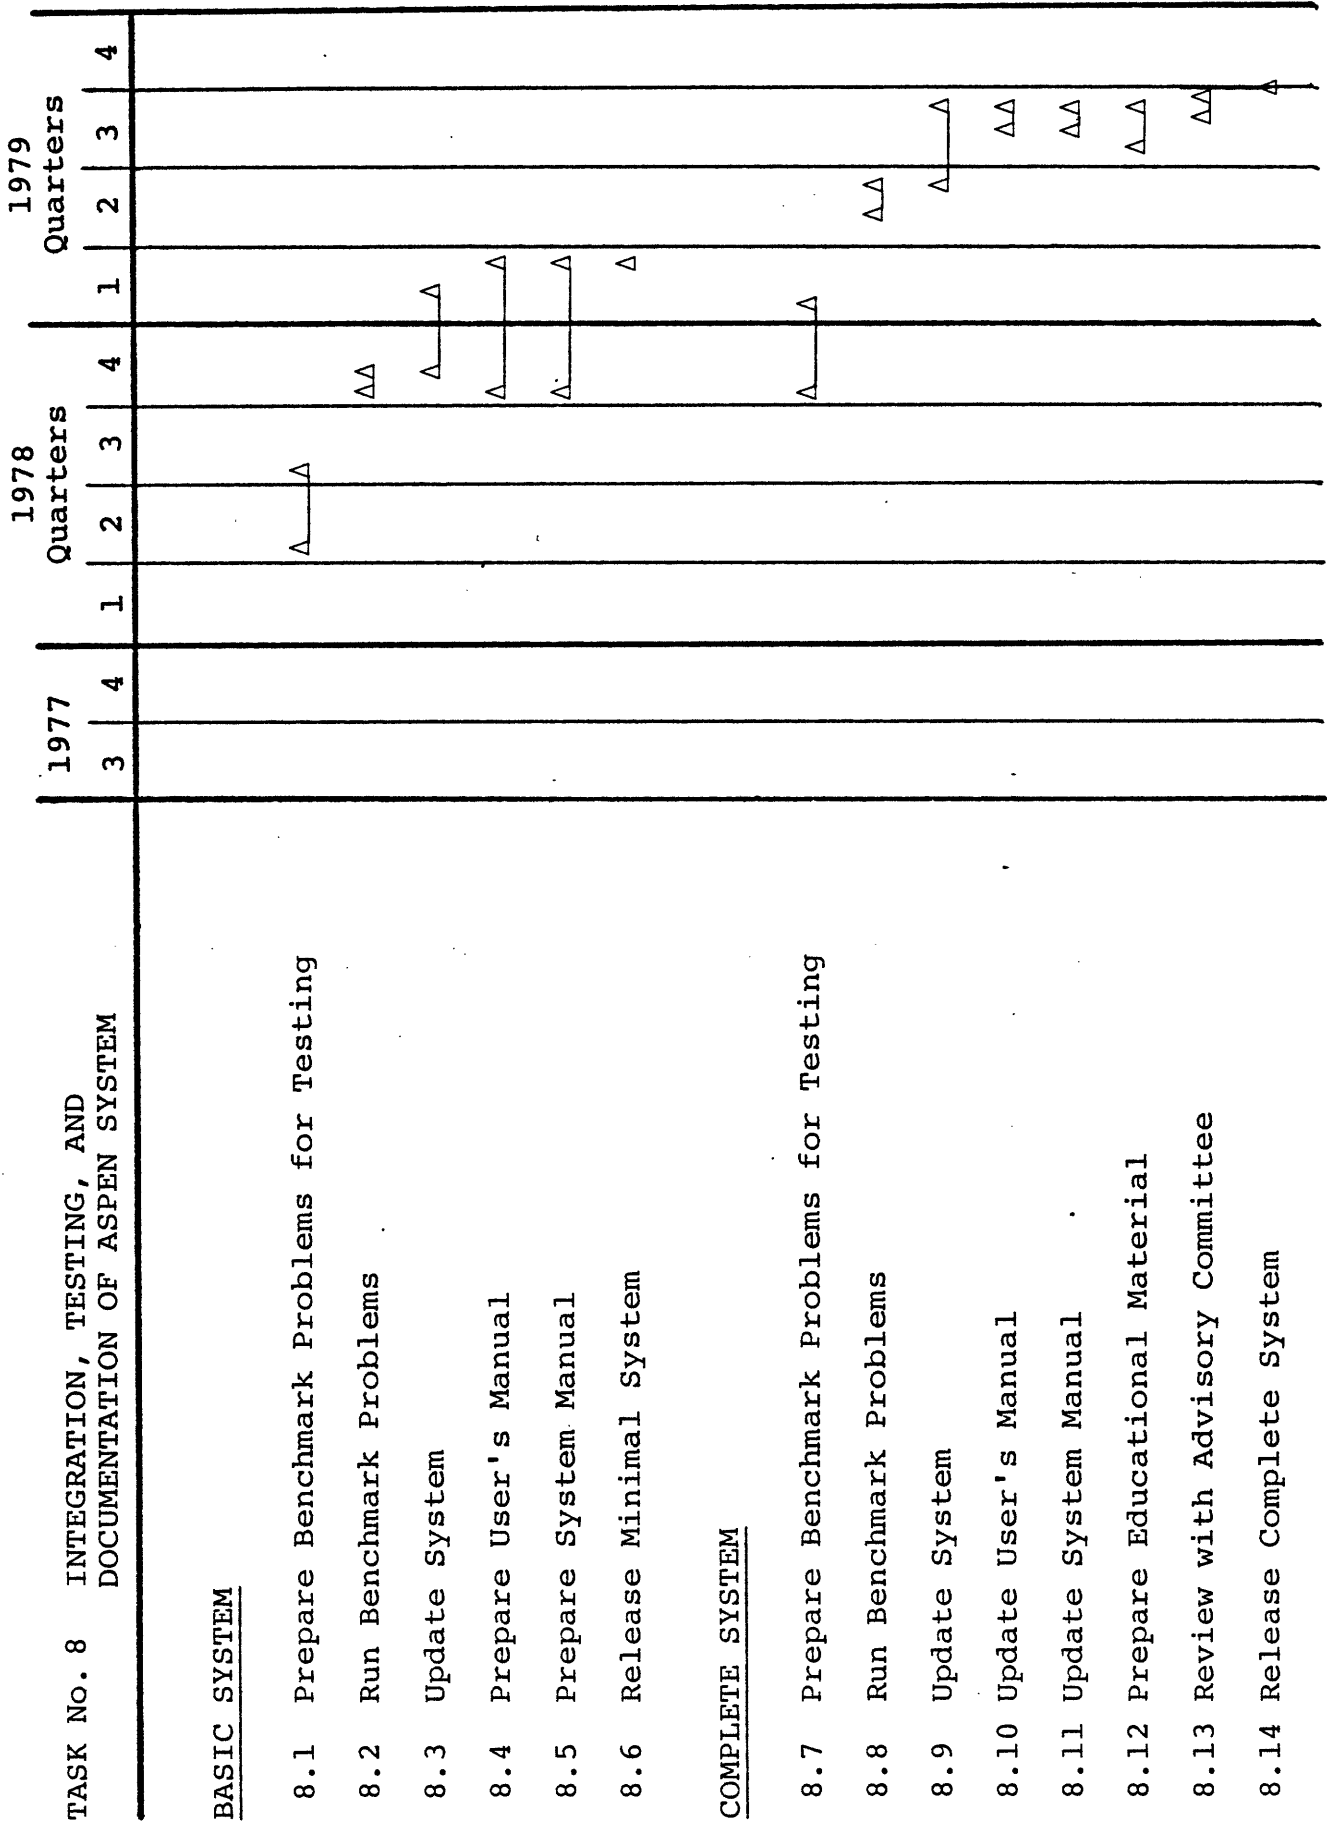 TASK No. 8 INTEGRATION, TESTING, AND
DOCUMENTATION OF ASPEN SYSTEM
1977
1978
Quarters
1979
Quarters
3 4 1 2 3 4 1 2 3 4
BASIC SYSTEM
8.1 Prepare Benchmark Problems for Testing
8.2 Run Benchmark Problems
8.3 Update System
8.4 Prepare User's Manual
8.5 Prepare System Manual
8.6 Release Minimal System
COMPLETE SYSTEM
8.7 Prepare Benchmark Problems for Testing
8.8 Run Benchmark Problems
8.9 Update System
8.10 Update User's Manual
8.11 Update System Manual
8.12 Prepare Educational Material
8.13 Review with Advisory Committee
8.14 Release Complete System